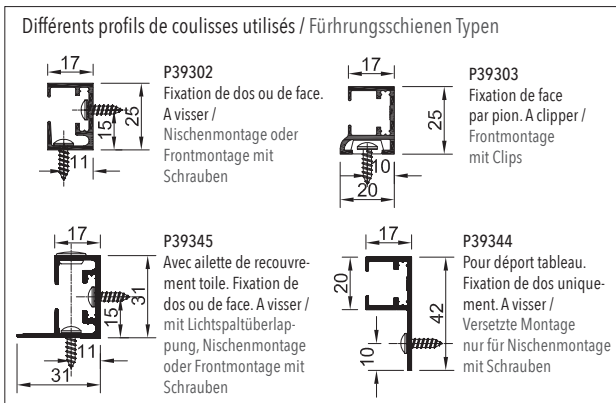 Différents profils de coulisses utilisés / Fürhrungsschienen Typen
17
25
15
11
P39302
Fixation de dos ou de face.
A visser /
Nischenmontage oder
Frontmontage mit
Schrauben
17
25
10
20
P39303
Fixation de face
par pion. A clipper /
Frontmontage
mit Clips
17
31
15
11
31
P39345
Avec ailette de recouvre-
ment toile. Fixation de
dos ou de face. A visser /
mit Lichtspaltüberlap-
pung, Nischenmontage
oder Frontmontage mit
Schrauben
17
20
42
10
P39344
Pour déport tableau.
Fixation de dos unique-
ment. A visser /
Versetzte Montage
nur für Nischenmontage
mit Schrauben